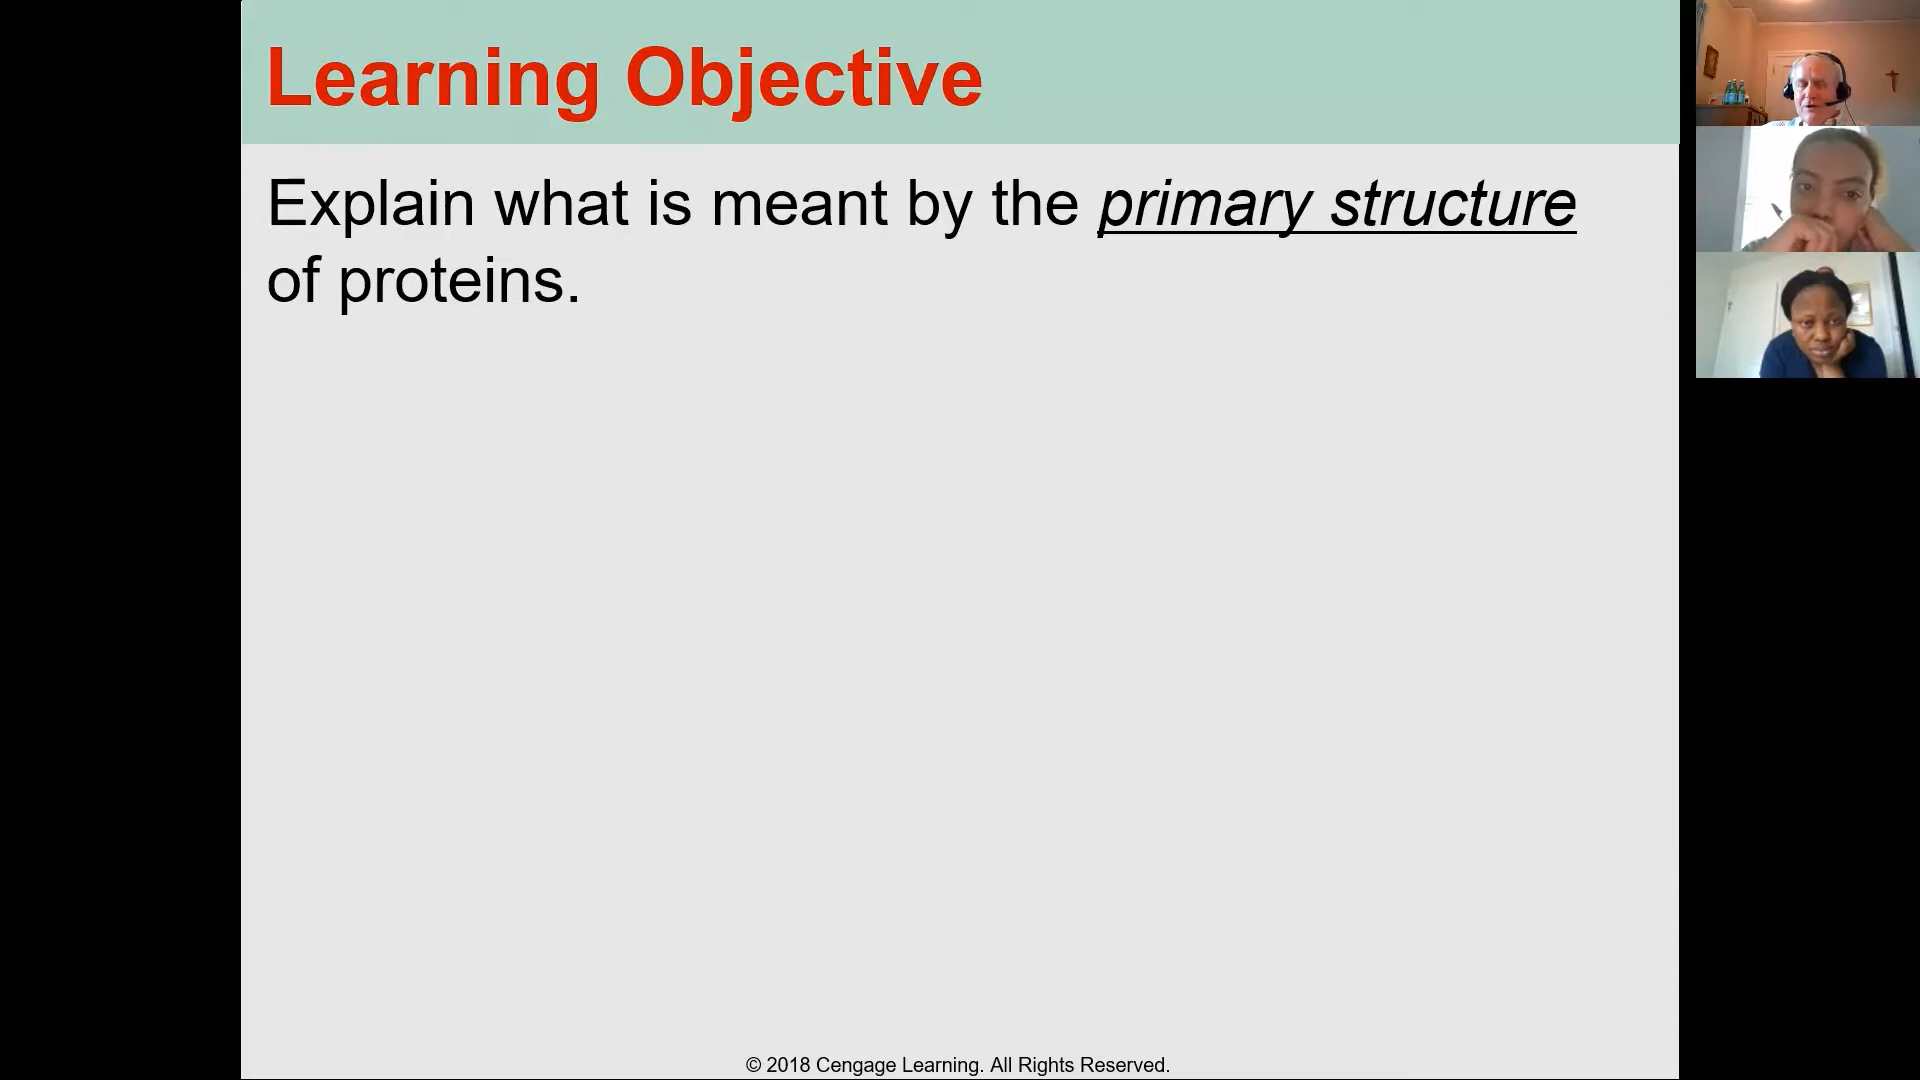 Learning Objective
Explain what is meant by the primary structure
of proteins.
© 2018 Cengage Learning. All Rights Reserved.